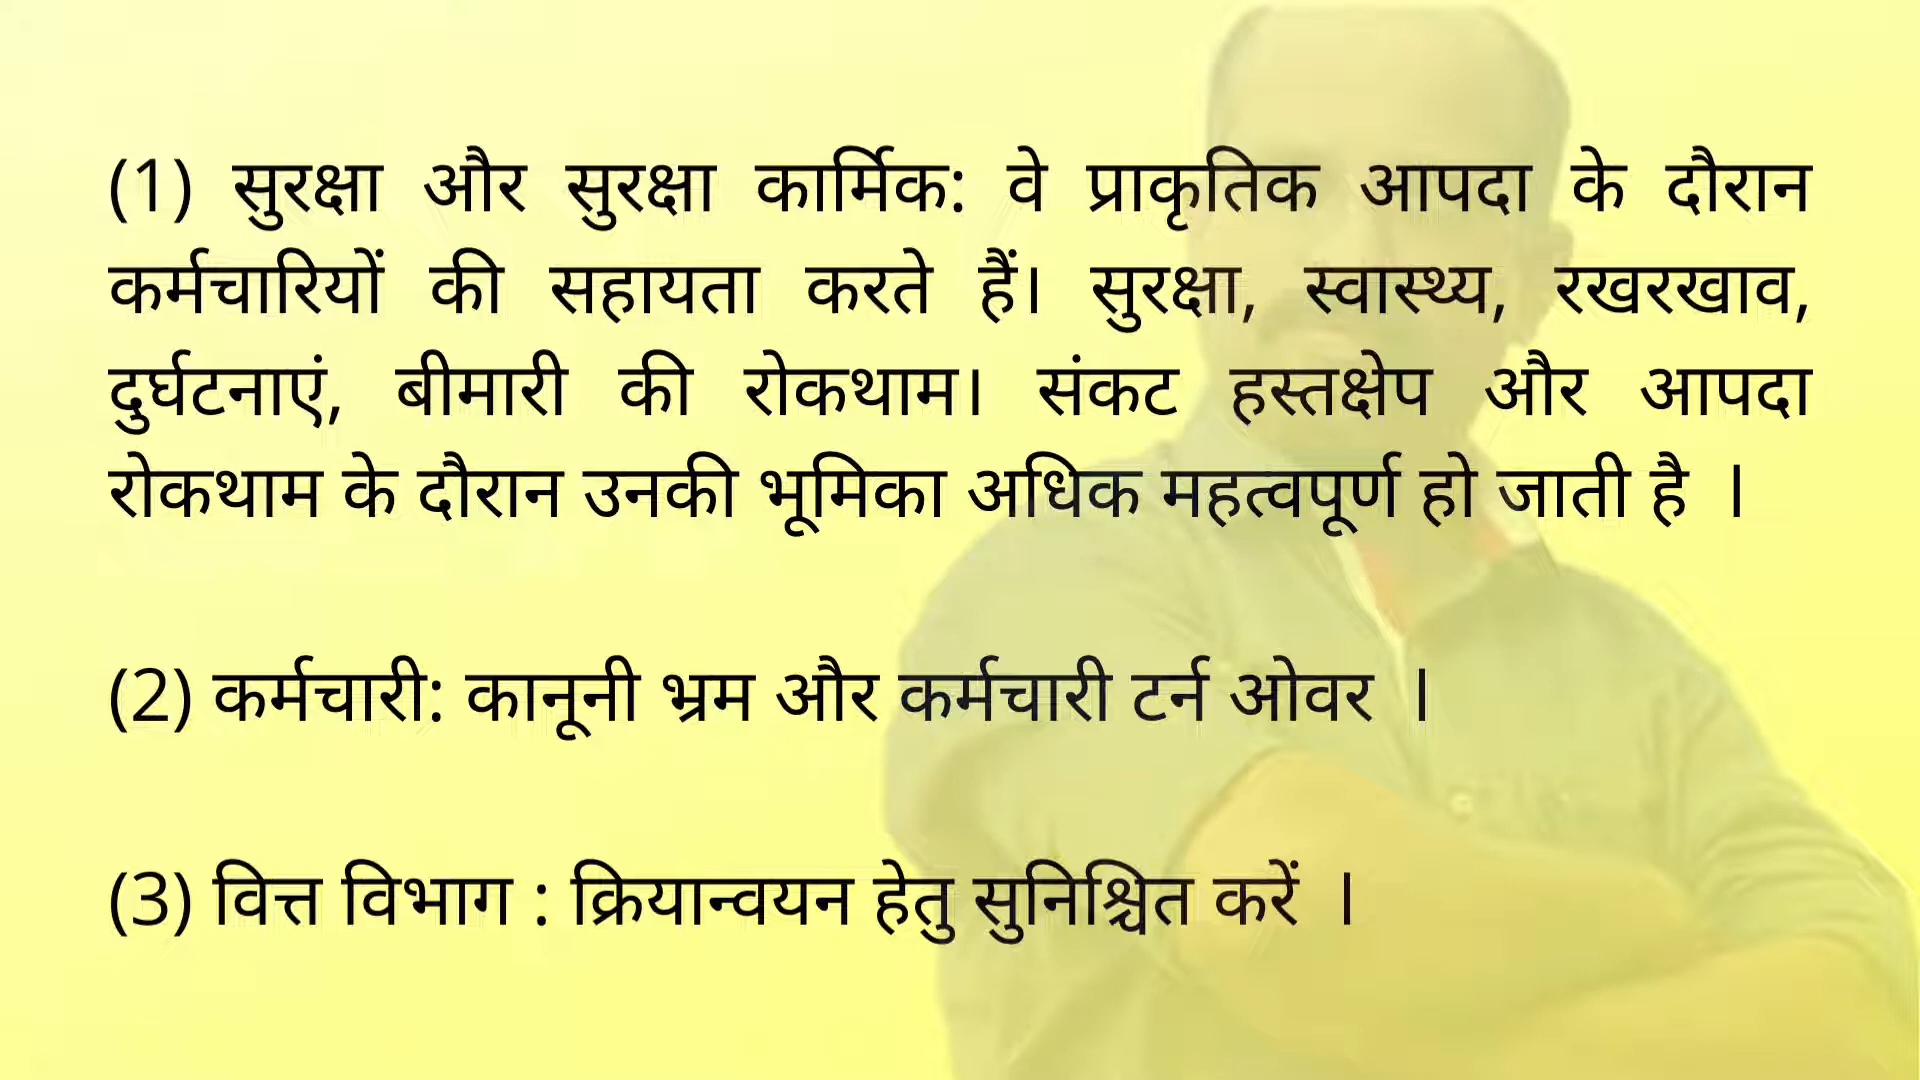 (1) सुरक्षा और सुरक्षा कार्मिक: वे प्राकृतिक आपदा के दौरान
कर्मचारियों की सहायता करते हैं। सुरक्षा, स्वास्थ्य, रखरखाव,
दुर्घटनाएं, बीमारी की रोकथाम। संकट हस्तक्षेप और आपदा
रोकथाम के दौरान उनकी भूमिका अधिक महत्वपूर्ण हो जाती है ।
(2) कर्मचारी: कानूनी भ्रम और कर्मचारी टर्न ओवर ।
(3) वित्त विभाग : क्रियान्वयन हेतु सुनिश्चित करें ।